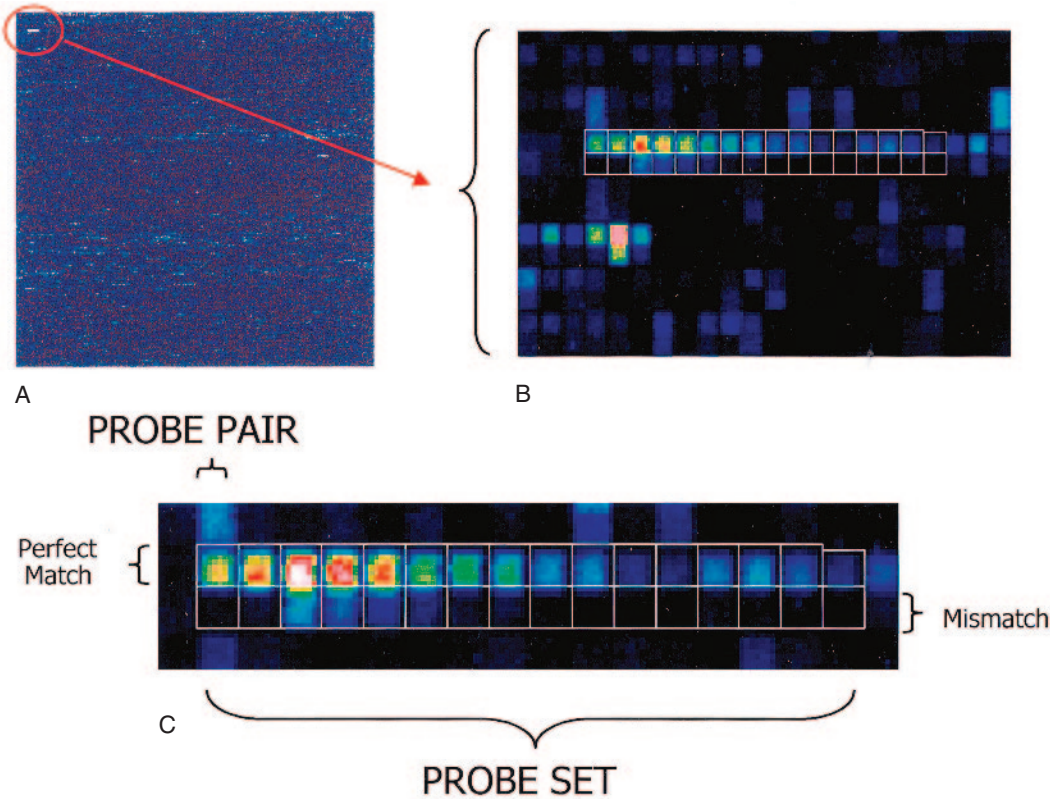 A
B
PROBE PAIR
Perfect
Match
Mismatch
C
PROBE SET